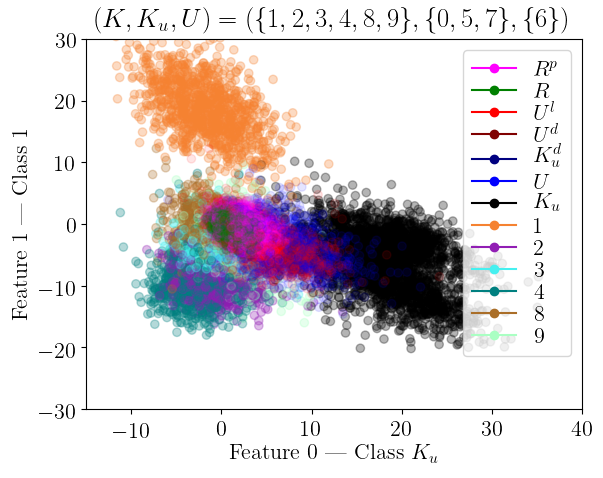 (K, K_u, U) = ({1, 2, 3, 4, 8, 9}, {0, 5, 7}, {6})
30
20
10
0
−10
−20
−30
Feature 1 — Class 1
R^p
R
U^l
U^d
K_u^d
U
K_u
1
2
3
4
8
9
−10
0
10
20
30
40
Feature 0 — Class K_u